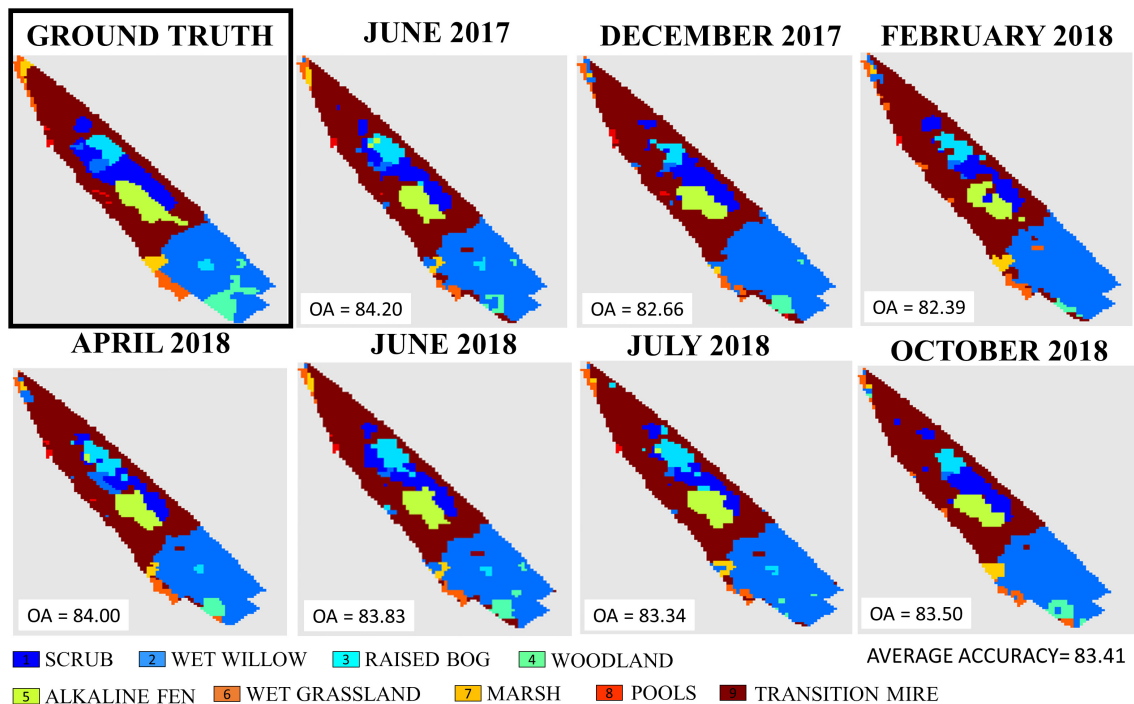 GROUND TRUTH
JUNE 2017
DECEMBER 2017
FEBRUARY 2018
OA = 84.20
OA = 82.66
OA = 82.39
APRIL 2018
JUNE 2018
JULY 2018
OCTOBER 2018
OA = 84.00
OA = 83.83
OA = 83.34
OA = 83.50
1 SCRUB
2 WET WILLOW
3 RAISED BOG
4 WOODLAND
AVERAGE ACCURACY= 83.41
5 ALKALINE FEN
6 WET GRASSLAND
7 MARSH
8 POOLS
9 TRANSITION MIRE